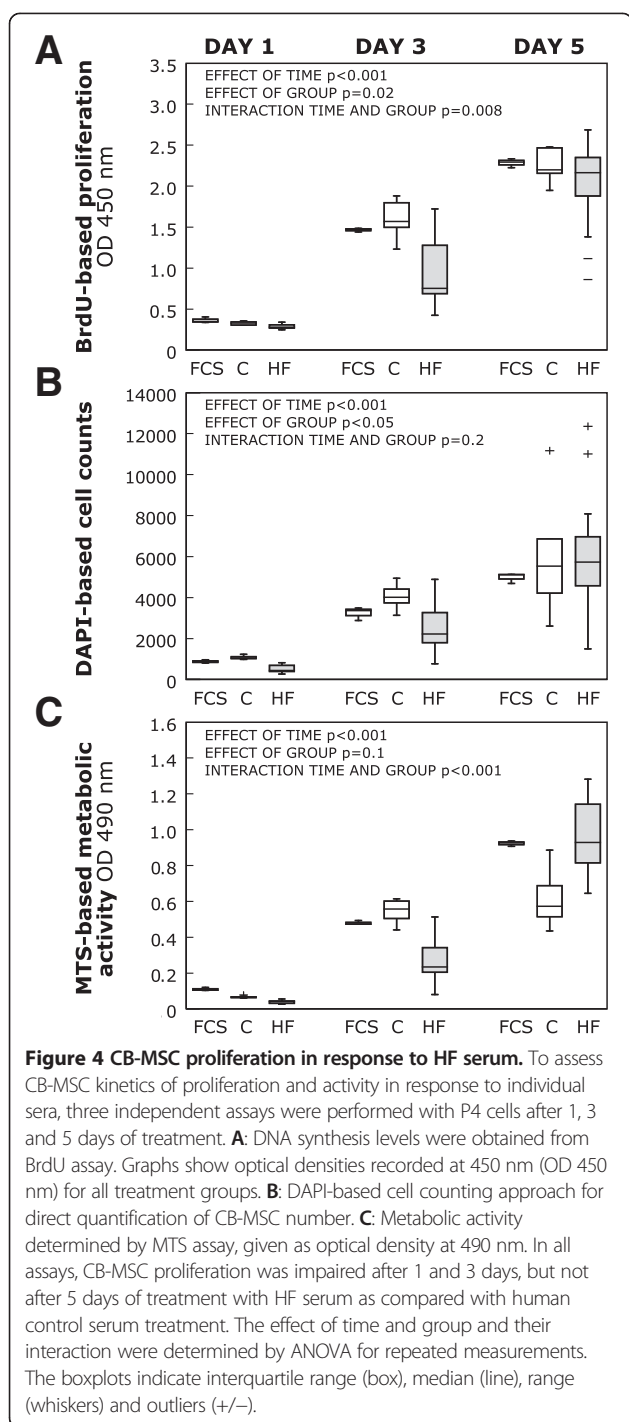 A
DAY 1 DAY 3 DAY 5
BrdU-based proliferation
OD 450 nm
3.5
3.0
2.5
2.0
1.5
1.0
0.5
0
EFFECT OF TIME p<0.001
EFFECT OF GROUP p=0.02
INTERACTION TIME AND GROUP p=0.008
FCS C HF FCS C HF FCS C HF
B
DAPI-based cell counts
14000
12000
10000
8000
6000
4000
2000
0
EFFECT OF TIME p<0.001
EFFECT OF GROUP p<0.05
INTERACTION TIME AND GROUP p=0.2
FCS C HF FCS C HF FCS C HF
C
MTS-based metabolic
activity OD 490 nm
1.6
1.4
1.2
1.0
0.8
0.6
0.4
0.2
0
EFFECT OF TIME p<0.001
EFFECT OF GROUP p=0.1
INTERACTION TIME AND GROUP p<0.001
FCS C HF FCS C HF FCS C HF
Figure 4 CB-MSC proliferation in response to HF serum. To assess
CB-MSC kinetics of proliferation and activity in response to individual
sera, three independent assays were performed with P4 cells after 1, 3
and 5 days of treatment. A: DNA synthesis levels were obtained from
BrdU assay. Graphs show optical densities recorded at 450 nm (OD 450
nm) for all treatment groups. B: DAPI-based cell counting approach for
direct quantification of CB-MSC number. C: Metabolic activity
determined by MTS assay, given as optical density at 490 nm. In all
assays, CB-MSC proliferation was impaired after 1 and 3 days, but not
after 5 days of treatment with HF serum as compared with human
control serum treatment. The effect of time and group and their
interaction were determined by ANOVA for repeated measurements.
The boxplots indicate interquartile range (box), median (line), range
(whiskers) and outliers (+/−).